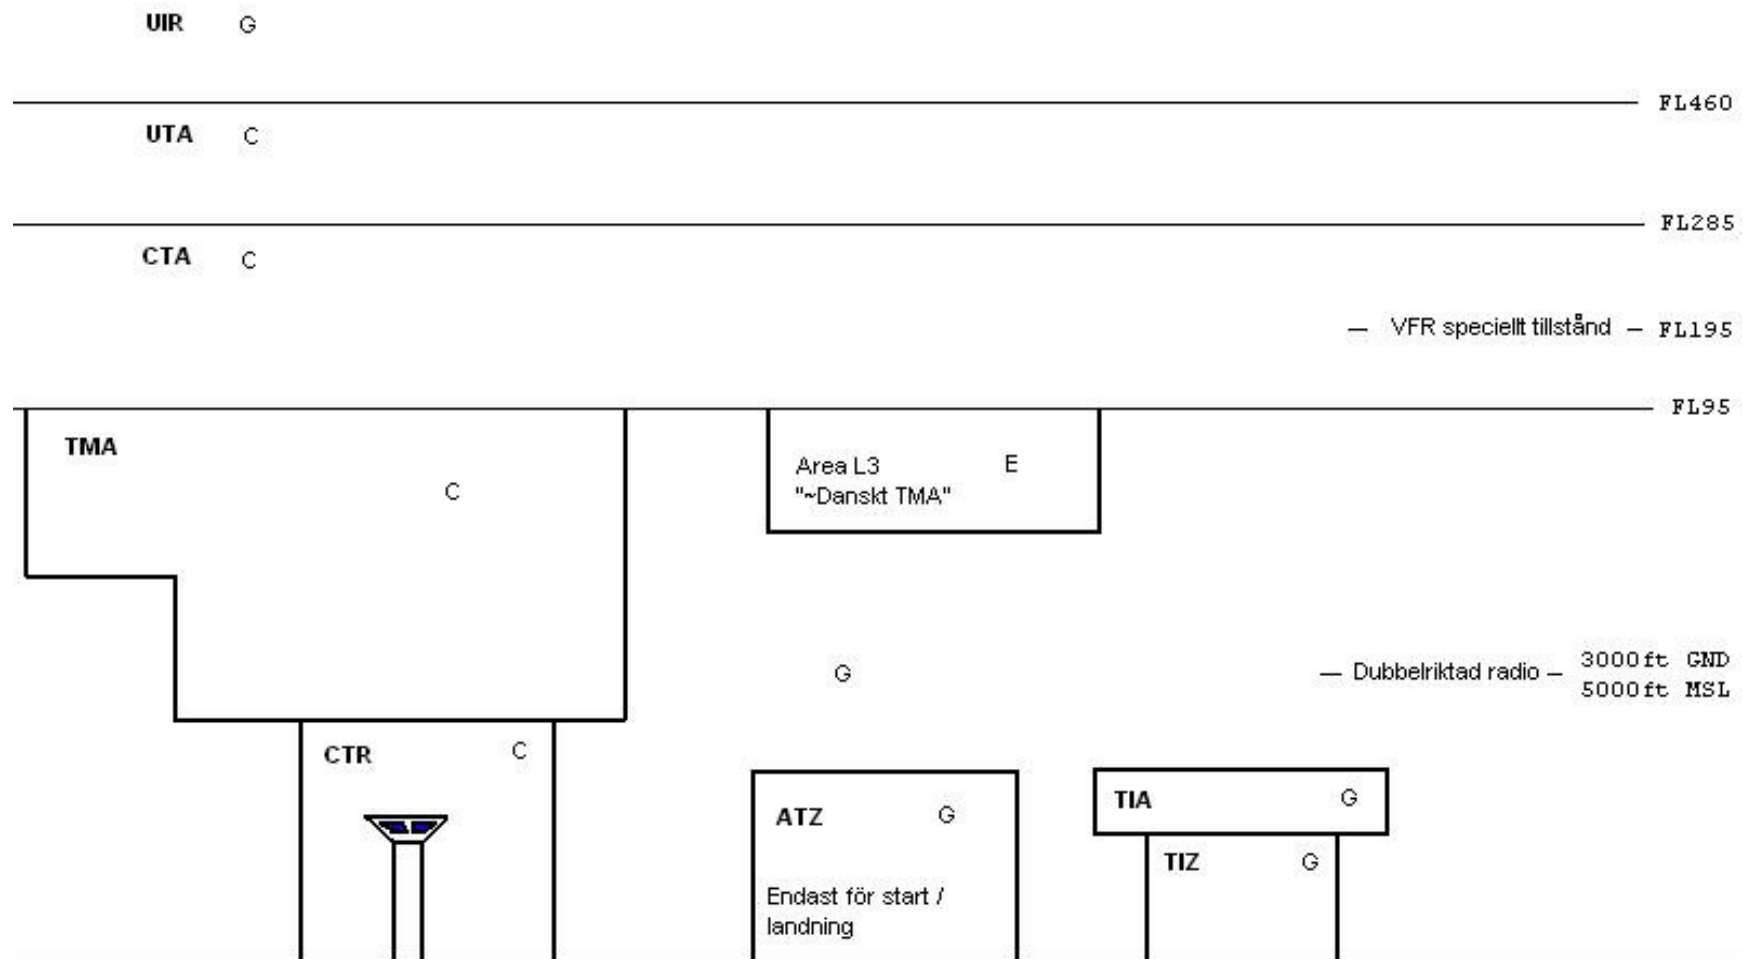 UIR G
FL460
UTA C
FL285
CTA C
— VFR speciellt tillstånd — FL195
FL95
TMA
C
Area L3 E
"~Danskt TMA"
G
— Dubbelriktad radio — 3000ft GND
5000ft MSL
CTR C
ATZ G
Endast för start /
landning
TIA G
TIZ G